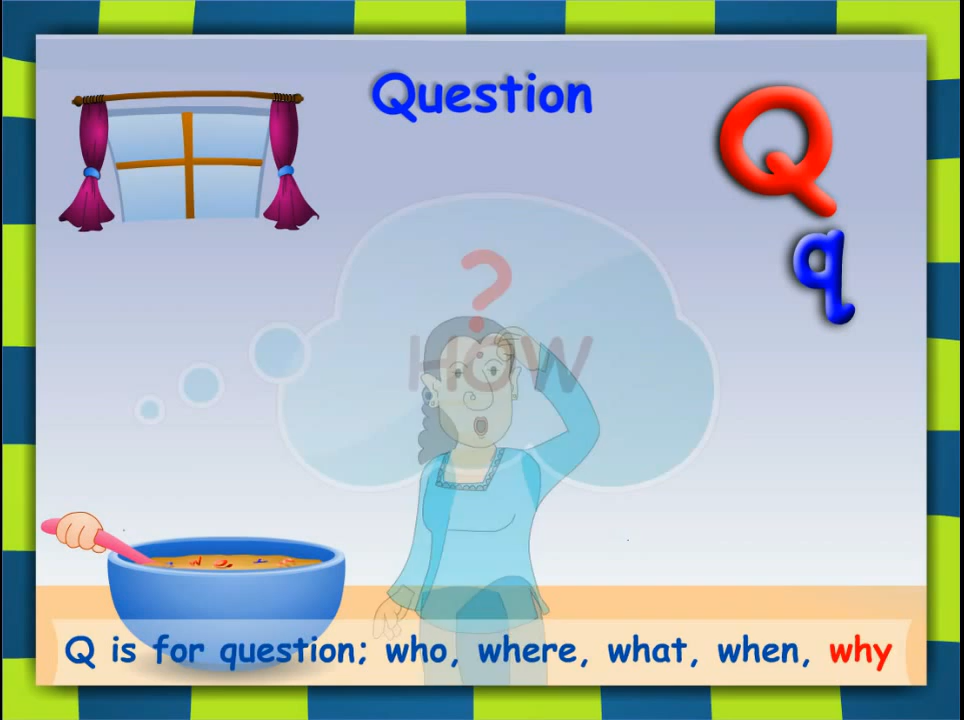 Question
Q
q
?
HOW
Q is for question; who, where, what, when, why